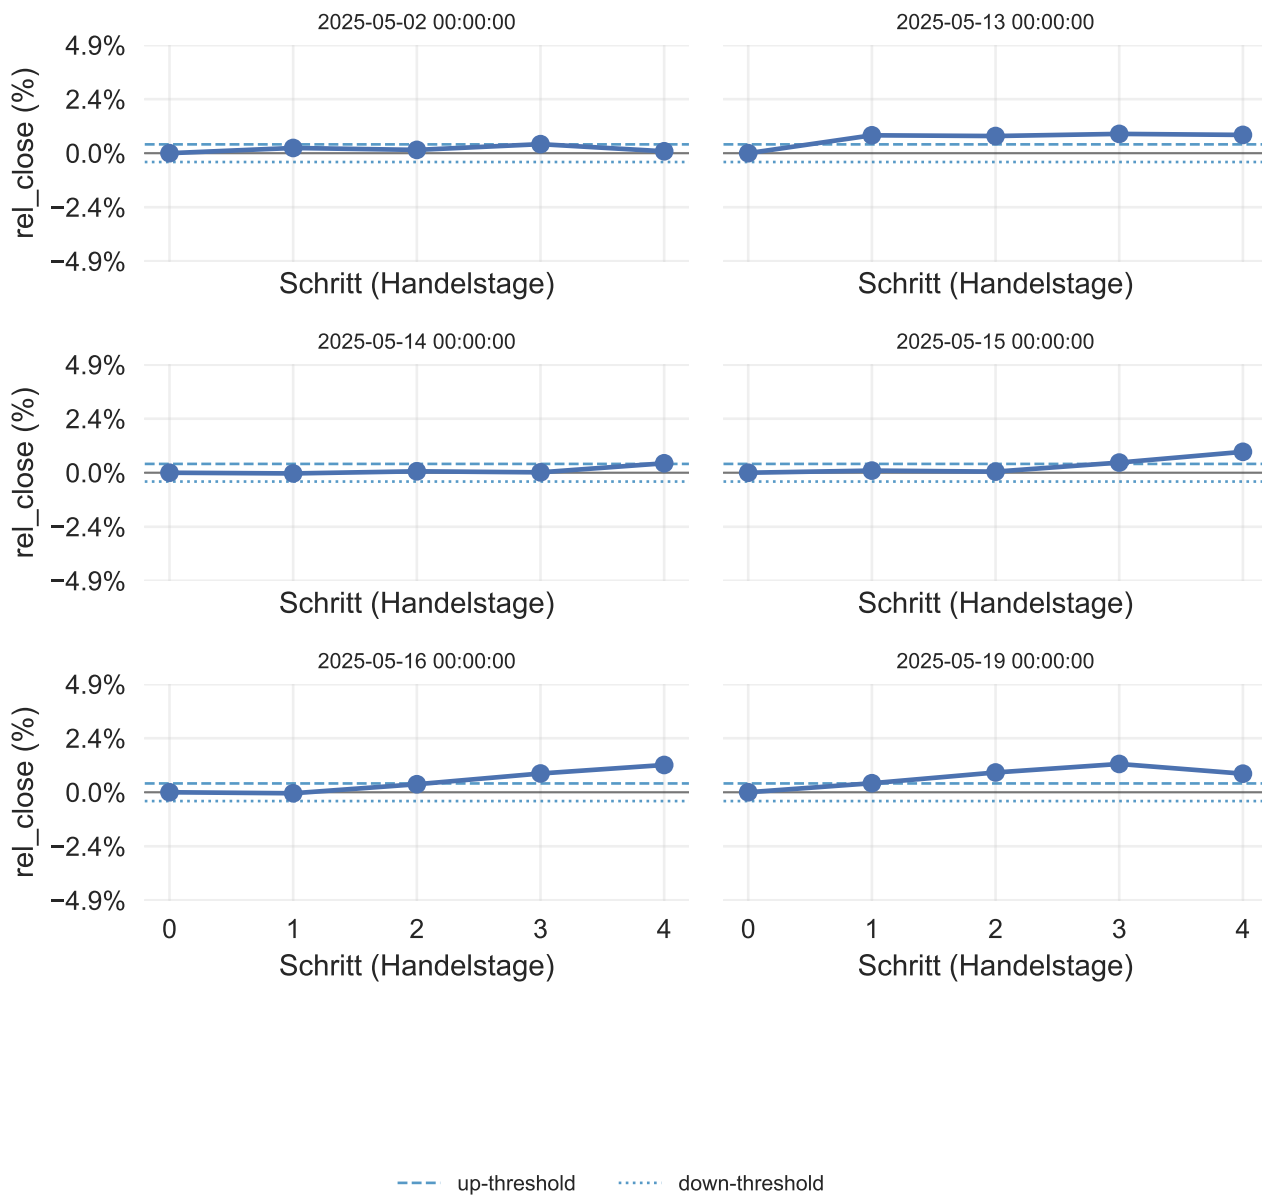 2025-05-02 00:00:00
2025-05-13 00:00:00
4.9%
2.4%
0.0%
−2.4%
−4.9%
rel_close (%)
Schritt (Handelstage)
Schritt (Handelstage)
2025-05-14 00:00:00
2025-05-15 00:00:00
4.9%
2.4%
0.0%
−2.4%
−4.9%
rel_close (%)
Schritt (Handelstage)
Schritt (Handelstage)
2025-05-16 00:00:00
2025-05-19 00:00:00
4.9%
2.4%
0.0%
−2.4%
−4.9%
rel_close (%)
0 1 2 3 4
0 1 2 3 4
Schritt (Handelstage)
Schritt (Handelstage)
up-threshold
down-threshold